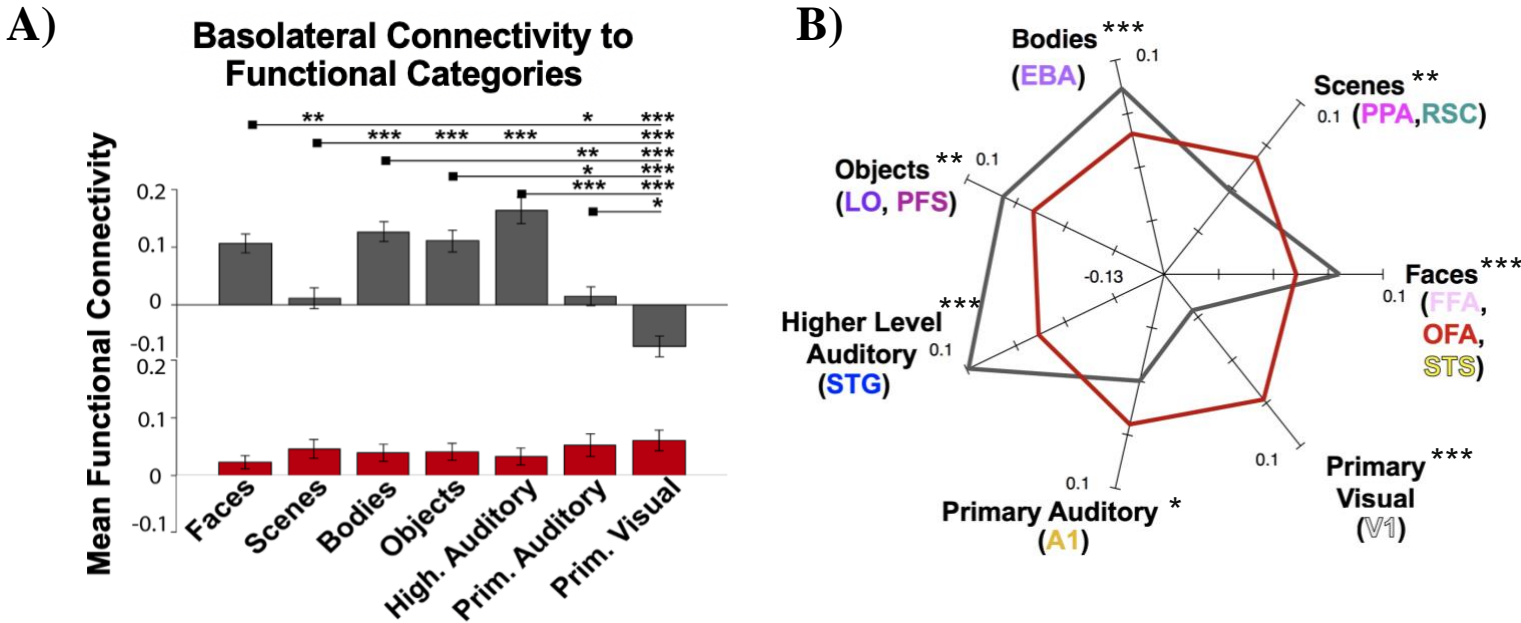 A)
Basolateral Connectivity to
Functional Categories
** * ***
***
*** *** ***
** ***
* ***
*** ***
*
Mean Functional Connectivity
0.2
0.1
0
-0.1
0.2
0.1
0
-0.1
Faces
Scenes
Bodies
Objects
High. Auditory
Prim. Auditory
Prim. Visual
B)
Bodies ***
(EBA)
0.1
Scenes **
0.1 (PPA,RSC)
Objects ** 0.1
(LO, PFS)
-0.13
Faces ***
0.1
(FFA,
OFA,
STS)
Higher Level ***
Auditory 0.1
(STG)
0.1
Primary ***
Visual
(V1)
0.1
Primary Auditory *
(A1)